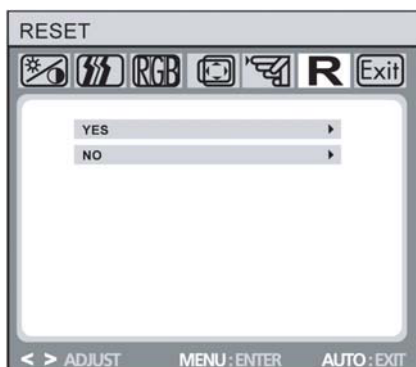 RESET
RGB R Exit
YES
NO
< > ADJUST MENU : ENTER AUTO : EXIT